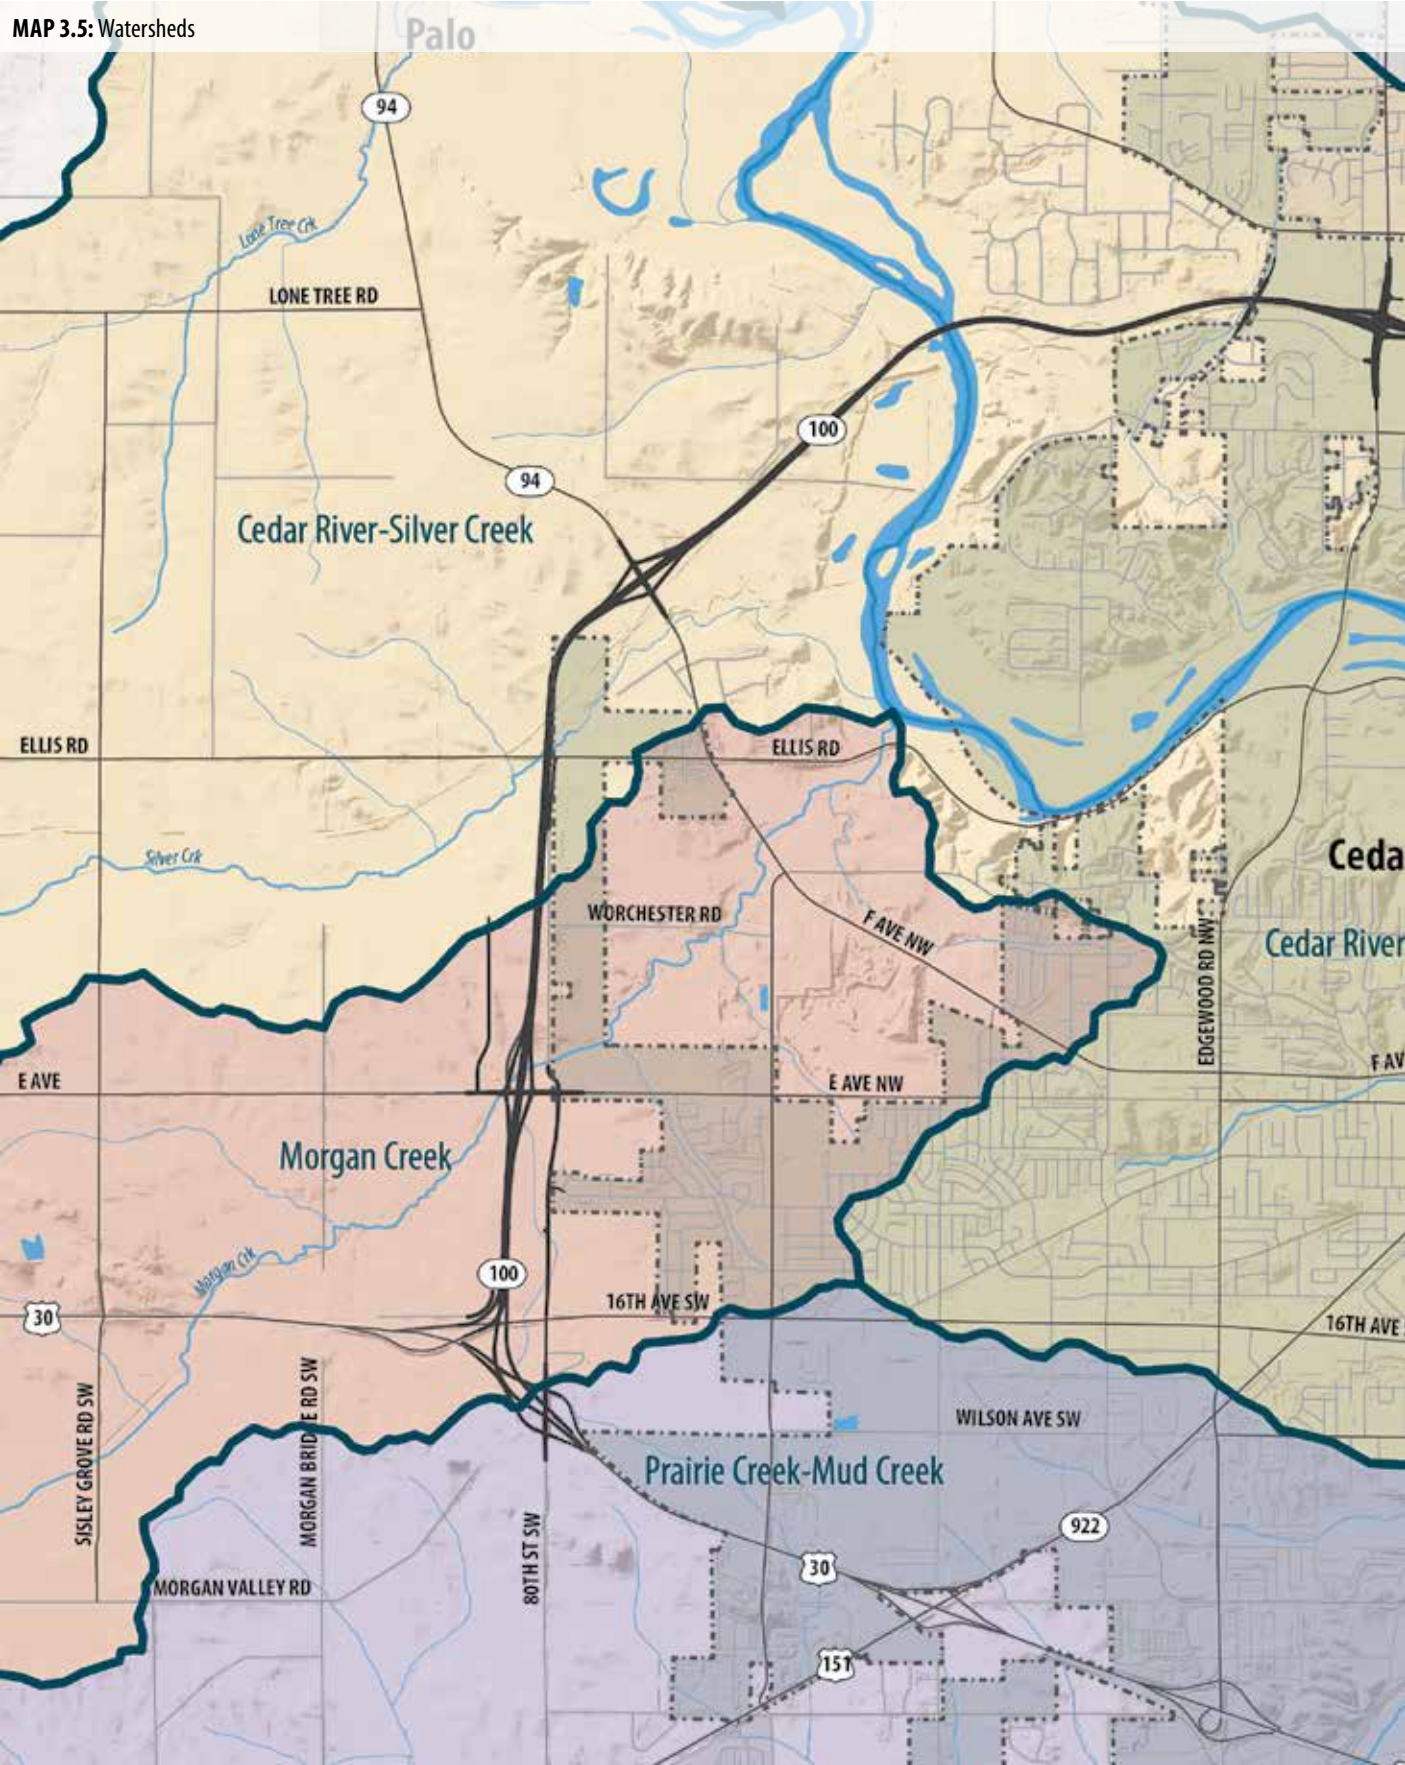 MAP 3.5: Watersheds
Palo
94
Lone Tree Crk
LONE TREE RD
100
94
Cedar River-Silver Creek
ELLIS RD
ELLIS RD
Silver Crk
Ceda
WORCHESTER RD
F AVE NW
Cedar River
EDGEWOOD RD NW
E AVE
E AVE NW
F AV
Morgan Creek
Morgan Crk
100
30
16TH AVE SW
16TH AVE
SISLEY GROVE RD SW
MORGAN BRIDGE RD SW
WILSON AVE SW
Prairie Creek-Mud Creek
922
80TH ST SW
30
MORGAN VALLEY RD
151